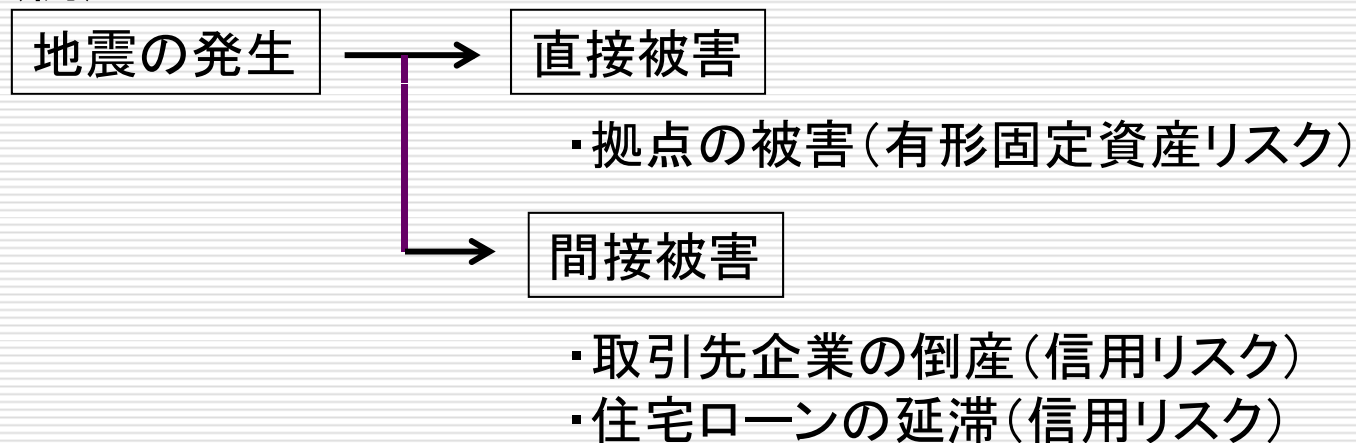 地震の発生
直接被害
・拠点の被害(有形固定資産リスク)
間接被害
・取引先企業の倒産(信用リスク)
・住宅ローンの延滞(信用リスク)